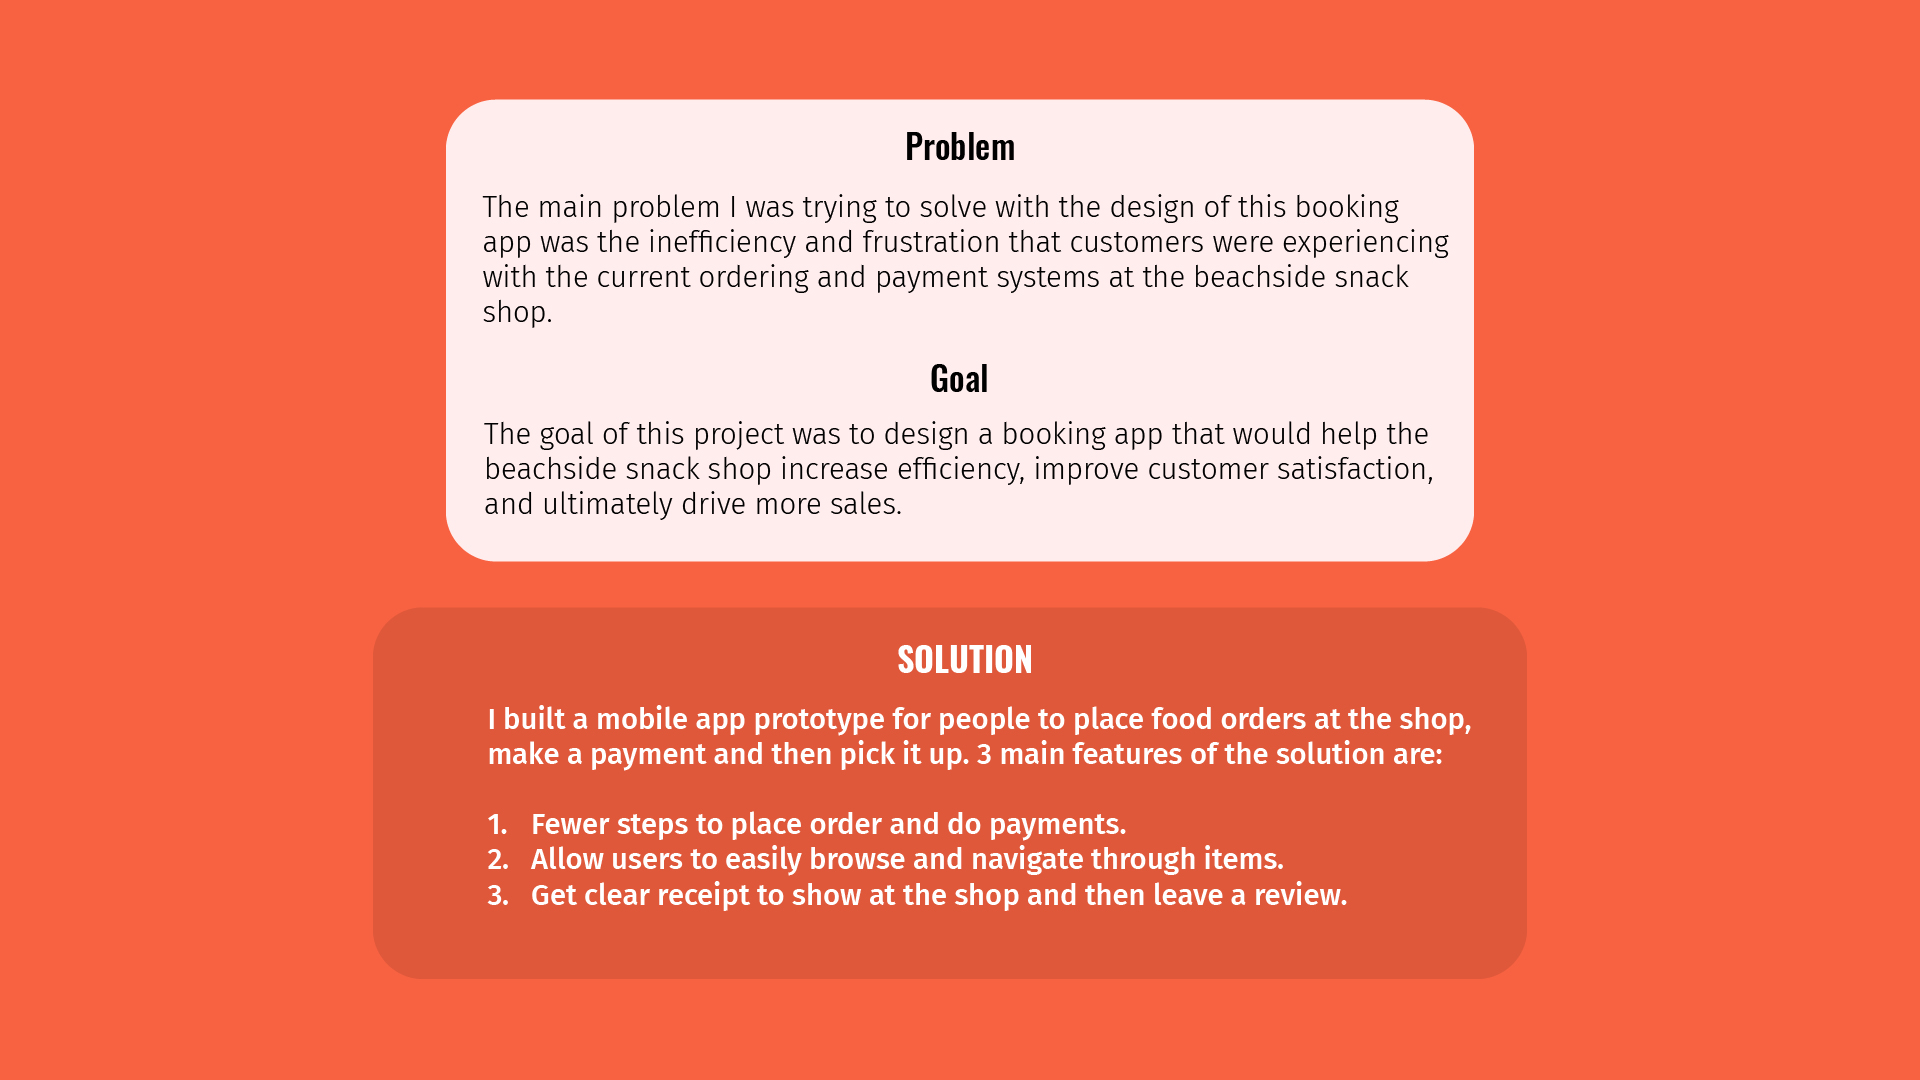 Problem
The main problem I was trying to solve with the design of this booking
app was the inefficiency and frustration that customers were experiencing
with the current ordering and payment systems at the beachside snack
shop.
Goal
The goal of this project was to design a booking app that would help the
beachside snack shop increase efficiency, improve customer satisfaction,
and ultimately drive more sales.
SOLUTION
I built a mobile app prototype for people to place food orders at the shop,
make a payment and then pick it up. 3 main features of the solution are:
1. Fewer steps to place order and do payments.
2. Allow users to easily browse and navigate through items.
3. Get clear receipt to show at the shop and then leave a review.